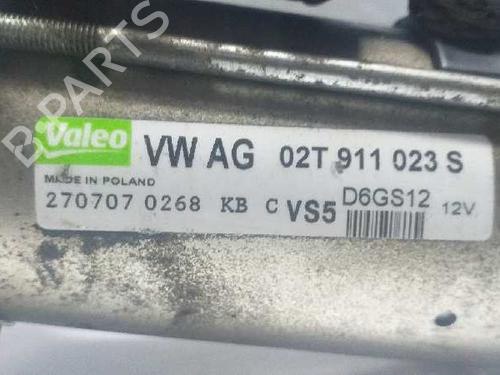 B-PARTS
Valeo VW AG 02T 911 023 S
MADE IN POLAND
270707 0268 KB C VS5 D6GS12 12V